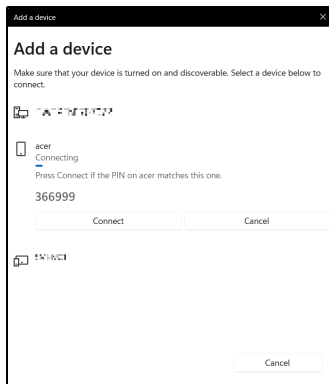 Add a device
Add a device
Make sure that your device is turned on and discoverable. Select a device below to
connect.
acer
Connecting
Press Connect if the PIN on acer matches this one.
366999
Connect Cancel
Cancel